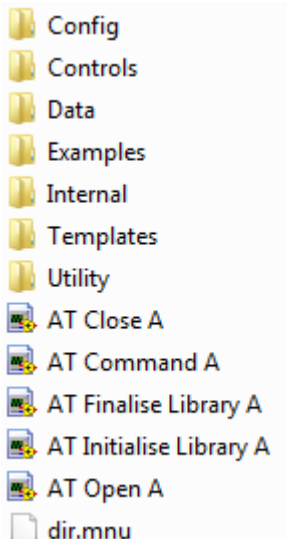 Config
Controls
Data
Examples
Internal
Templates
Utility
AT Close A
AT Command A
AT Finalise Library A
AT Initialise Library A
AT Open A
dir.mnu